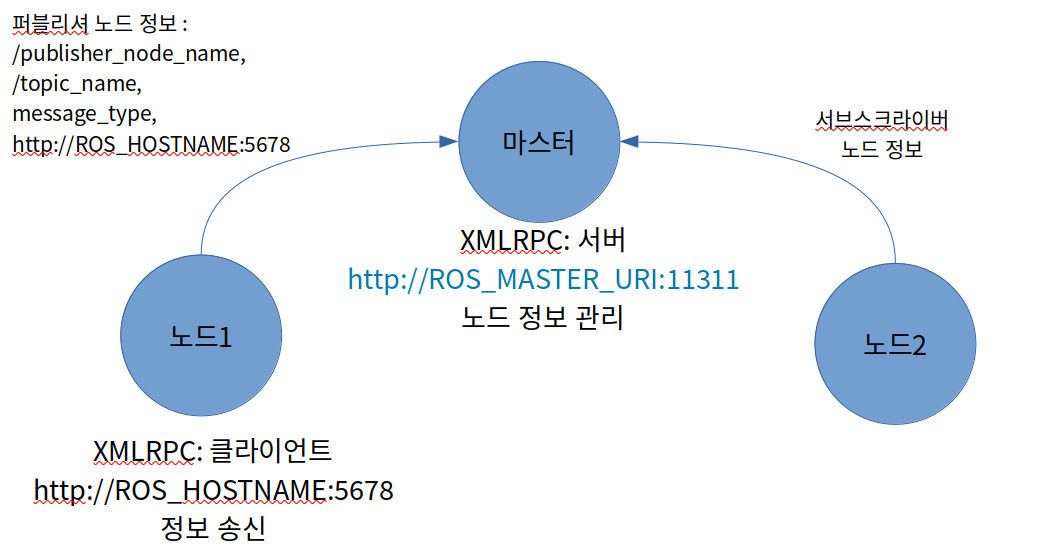 퍼블리셔 노드 정보 :
/publisher_node_name,
/topic_name,
message_type,
http://ROS_HOSTNAME:5678
마스터
서브스크라이버
노드 정보
XMLRPC: 서버
http://ROS_MASTER_URI:11311
노드 정보 관리
노드1
노드2
XMLRPC: 클라이언트
http://ROS_HOSTNAME:5678
정보 송신